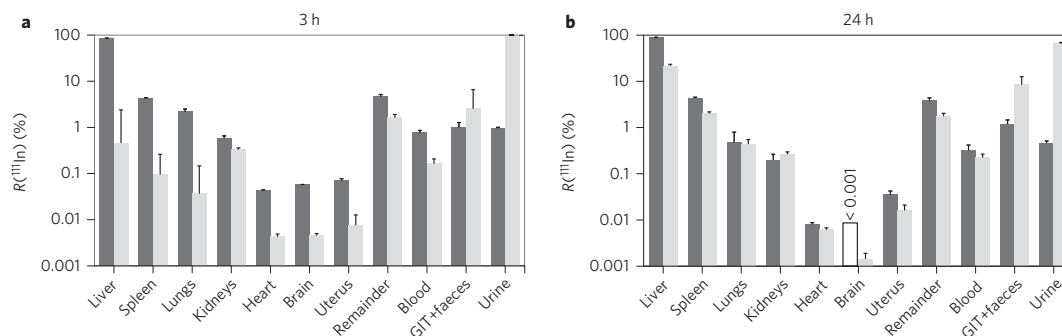 a
3 h
R(¹¹¹In) (%)
100
10
1
0.1
0.01
0.001
Liver
Spleen
Lungs
Kidneys
Heart
Brain
Uterus
Remainder
Blood
GIT+faeces
Urine
b
24 h
R(¹¹¹In) (%)
100
10
1
0.1
0.01
0.001
< 0.001
Liver
Spleen
Lungs
Kidneys
Heart
Brain
Uterus
Remainder
Blood
GIT+faeces
Urine